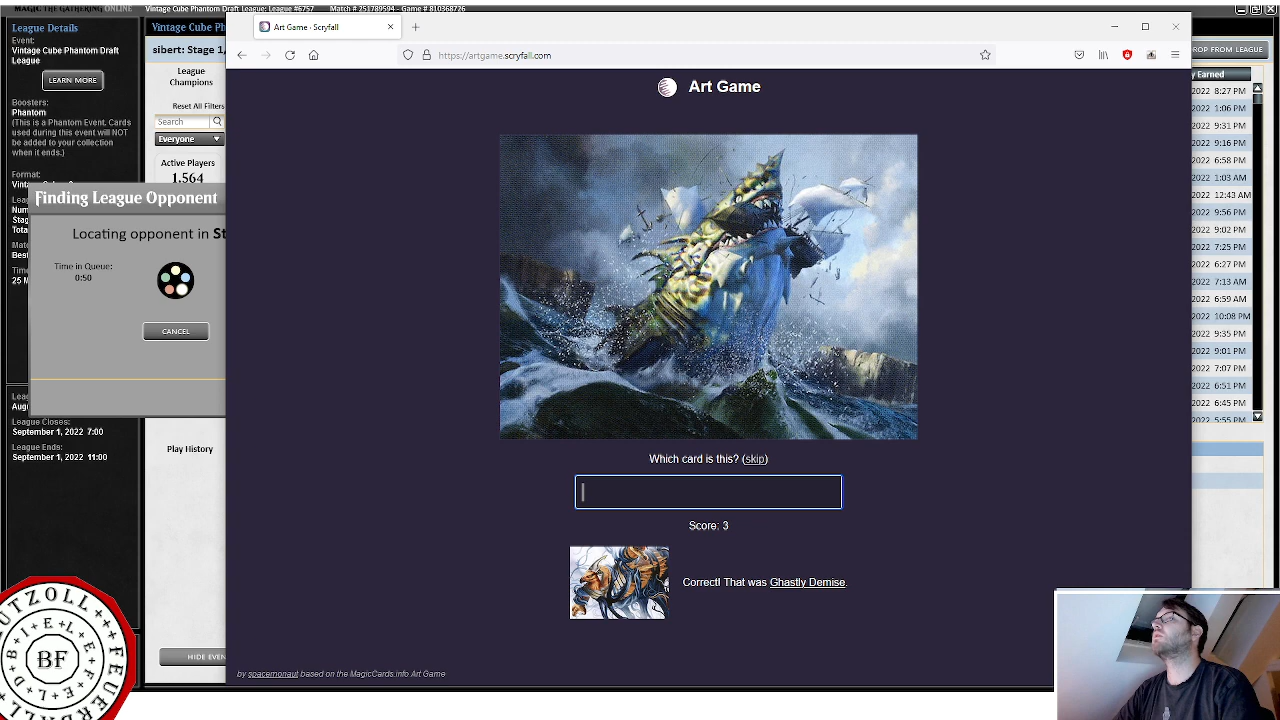 MAGIC THE GATHERING ONLINE
Vintage Cube Phantom Draft League: League #6757
Match # 251789594 - Game # 810368726
League Details
Event:
Vintage Cube Phantom Draft
League
LEARN MORE
Boosters:
Phantom
(This is a Phantom Event. Cards
used during this event will NOT
be added to your collection
when it ends.)
Format:
Finding League Opponent
Locating opponent in
Time in Queue:
0:50
CANCEL
League Closes:
September 1, 2022 7:00
League Ends:
September 1, 2022 11:00
Vintage Cube Phantom
sibert: Stage 1
League
Champions
Reset All Filters
Search
Everyone
Active Players
1,564
Play History
Art Game · Scryfall
https://artgame.scryfall.com
Art Game
Which card is this? (skip)
Score: 3
Correct! That was Ghastly Demise.
by spacemonaut based on the MagicCards.info Art Game
DROP FROM LEAGUE
Earned
2022 8:27 PM
2022 1:06 PM
2022 9:31 PM
2022 9:16 PM
2022 6:58 PM
2022 1:03 AM
2022 12:43 AM
2022 9:56 PM
2022 9:02 PM
2022 7:25 PM
2022 6:27 PM
2022 7:13 AM
2022 6:59 AM
2022 10:08 PM
2022 9:35 PM
2022 9:01 PM
2022 7:07 PM
2022 6:51 PM
2022 6:45 PM
2022 5:55 PM
BIELEFELD
BF